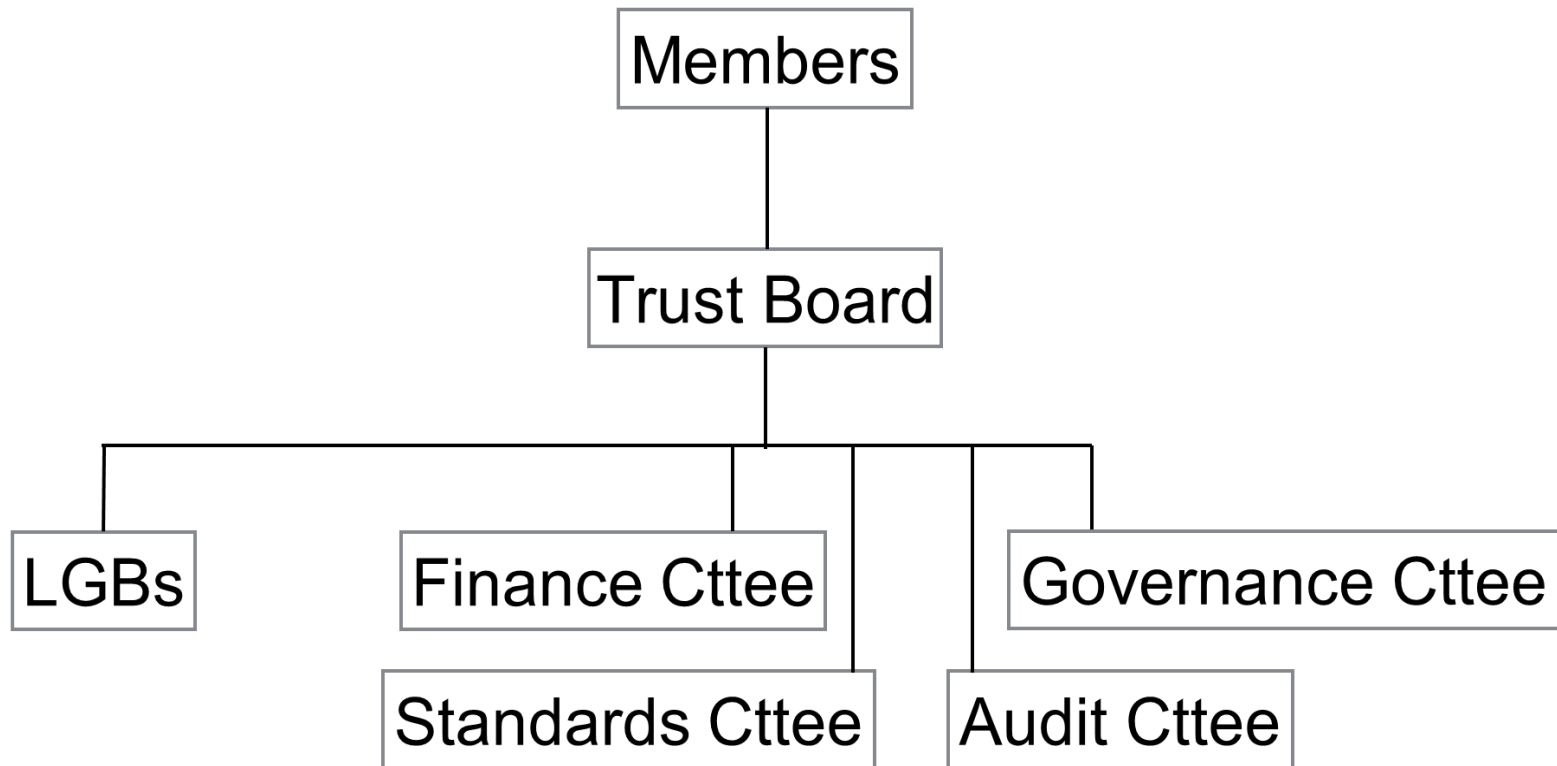 Members
Trust Board
LGBs
Finance Cttee
Governance Cttee
Standards Cttee
Audit Cttee